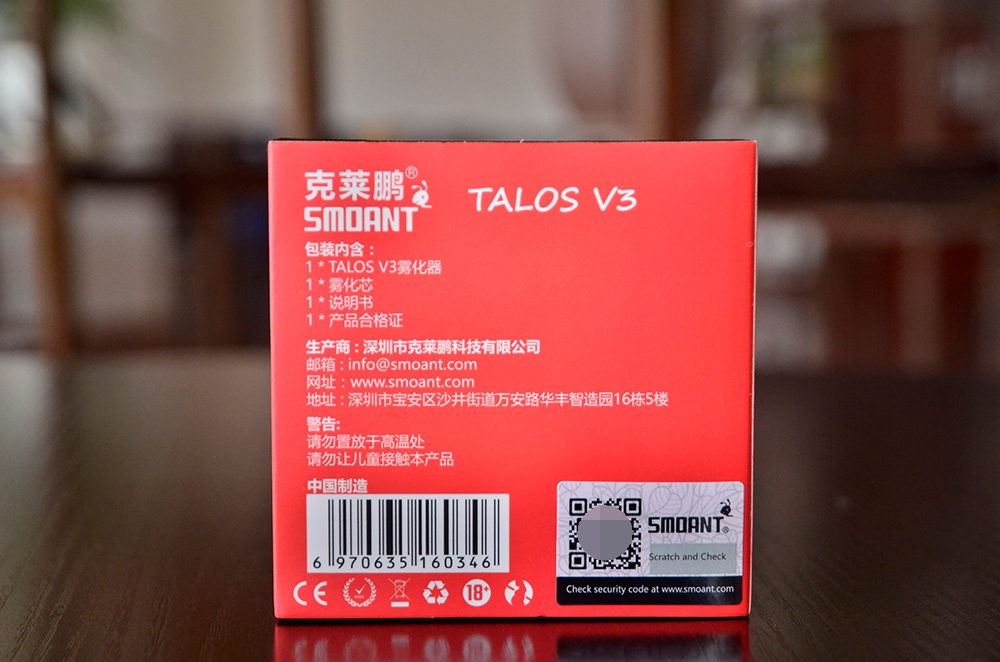 克莱鹏®
SMOANT
TALOS V3
包装内含：
1 * TALOS V3雾化器
1 * 雾化芯
1 * 说明书
1 * 产品合格证
生产商：深圳市克莱鹏科技有限公司
邮箱：info@smoant.com
网址：www.smoant.com
地址：深圳市宝安区沙井街道万安路华丰智造园16栋5楼
警告:
请勿置放于高温处
请勿让儿童接触本产品
中国制造
6 970635 160346
CE
18+
SMOANT®
Scratch and Check
Check security code at www.smoant.com